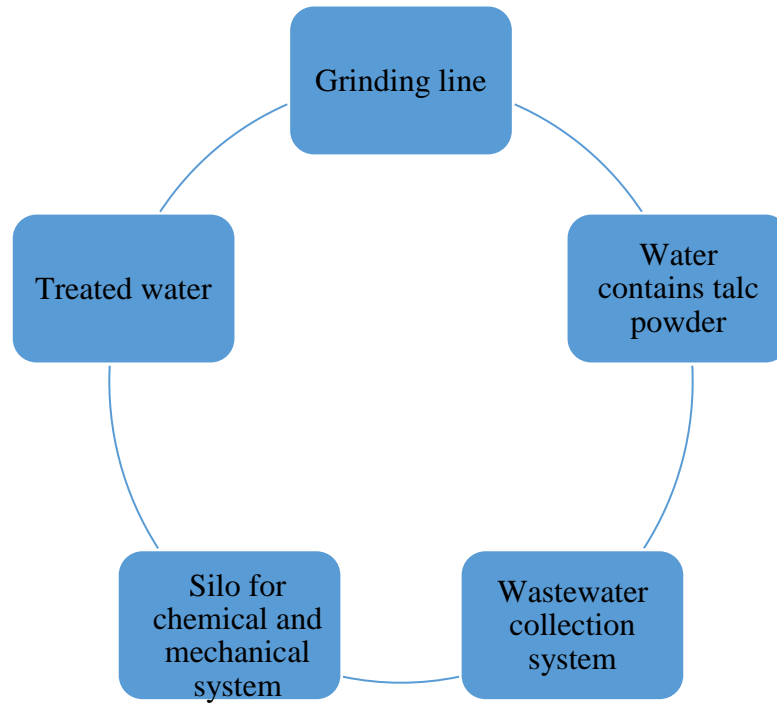 Grinding line
Water
contains talc
powder
Wastewater
collection
system
Silo for
chemical and
mechanical
system
Treated water